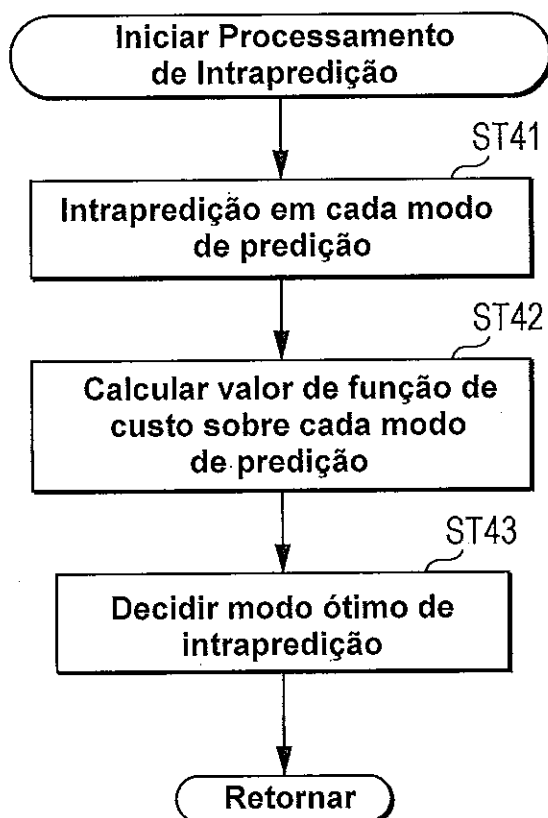 Iniciar Processamento
de Intrapredição
ST41
Intrapredição em cada modo
de predição
ST42
Calcular valor de função de
custo sobre cada modo
de predição
ST43
Decidir modo ótimo de
intrapredição
Retornar